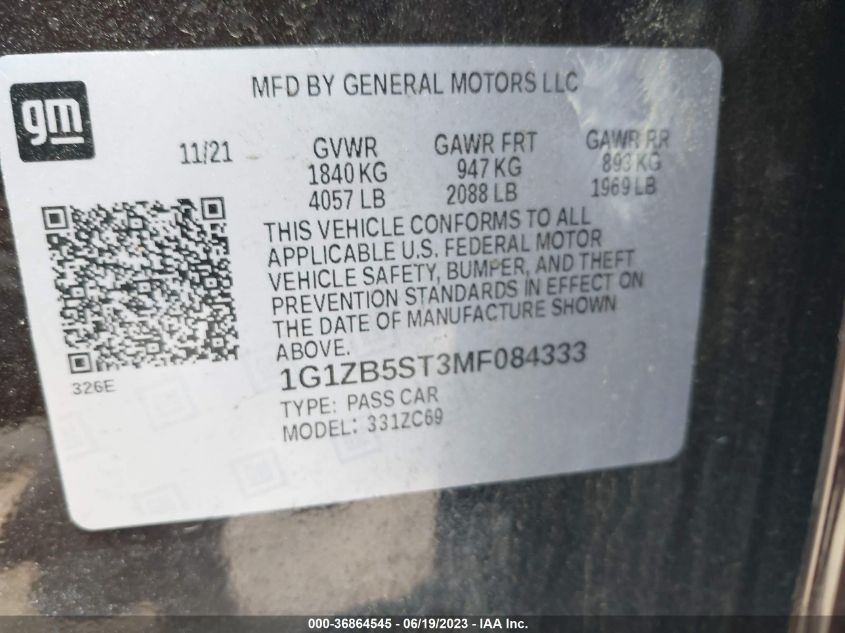 gm
MFD BY GENERAL MOTORS LLC
11/21 GVWR GAWR FRT GAWR RR
1840 KG 947 KG 893 KG
4057 LB 2088 LB 1969 LB
THIS VEHICLE CONFORMS TO ALL
APPLICABLE U.S. FEDERAL MOTOR
VEHICLE SAFETY, BUMPER, AND THEFT
PREVENTION STANDARDS IN EFFECT ON
THE DATE OF MANUFACTURE SHOWN
ABOVE.
326E
1G1ZB5ST3MF084333
TYPE: PASS CAR
MODEL: 331ZC69
000-36864545 - 06/19/2023 - IAA Inc.